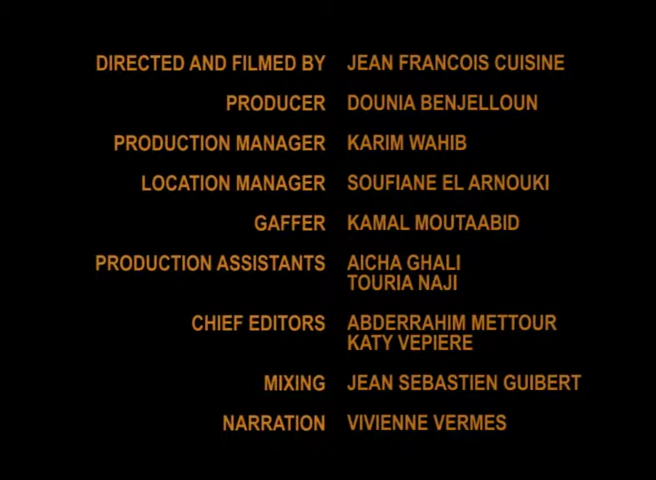 DIRECTED AND FILMED BY JEAN FRANCOIS CUISINE
PRODUCER DOUNIA BENJELLOUN
PRODUCTION MANAGER KARIM WAHIB
LOCATION MANAGER SOUFIANE EL ARNOUKI
GAFFER KAMAL MOUTAABID
PRODUCTION ASSISTANTS AICHA GHALI
TOURIA NAJI
CHIEF EDITORS ABDERRAHIM METTOUR
KATY VEPIERE
MIXING JEAN SEBASTIEN GUIBERT
NARRATION VIVIENNE VERMES